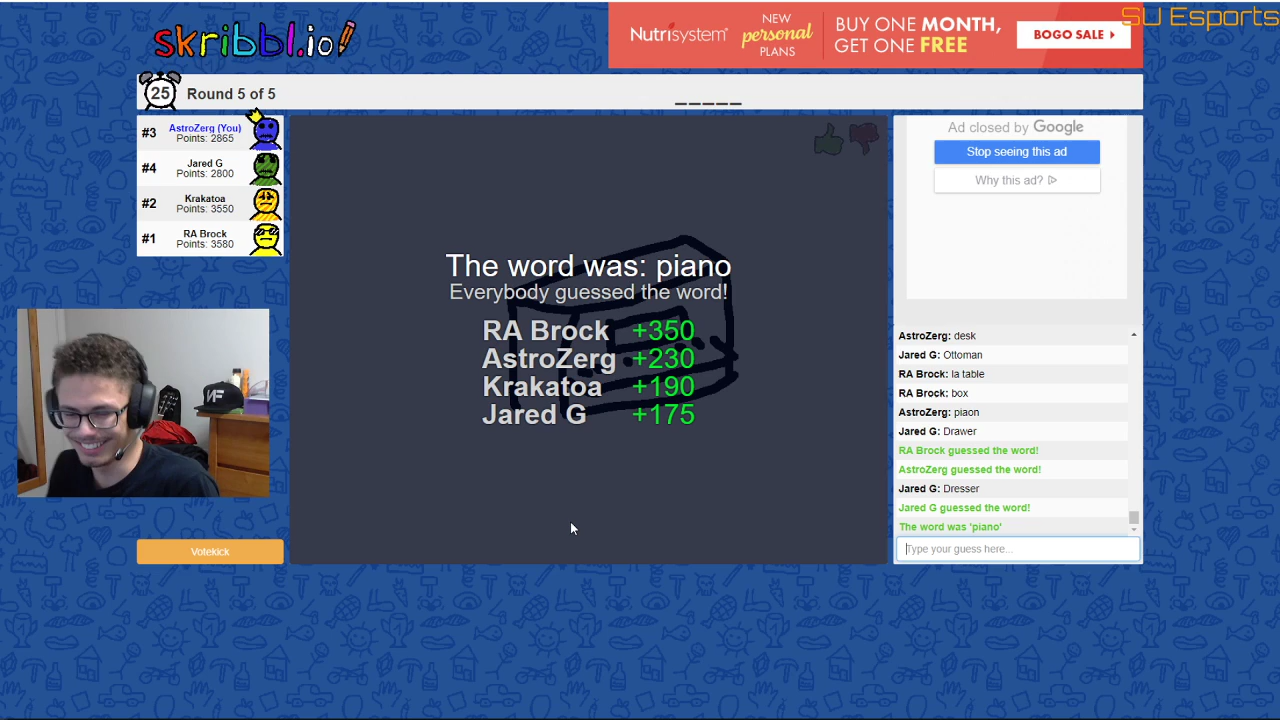 SU Esports
skribbl.io
Nutrisystem®
NEW
personal
PLANS
BUY ONE MONTH,
GET ONE FREE
BOGO SALE
25
Round 5 of 5
_ _ _ _ _
#3
AstroZerg (You)
Points: 2865
#4
Jared G
Points: 2800
#2
Krakatoa
Points: 3550
#1
RA Brock
Points: 3580
The word was: piano
Everybody guessed the word!
RA Brock +350
AstroZerg +230
Krakatoa +190
Jared G +175
Ad closed by Google
Stop seeing this ad
Why this ad?
AstroZerg: desk
Jared G: Ottoman
RA Brock: la table
RA Brock: box
AstroZerg: piaon
Jared G: Drawer
RA Brock guessed the word!
AstroZerg guessed the word!
Jared G: Dresser
Jared G guessed the word!
The word was 'piano'
Type your guess here...
NF
Votekick